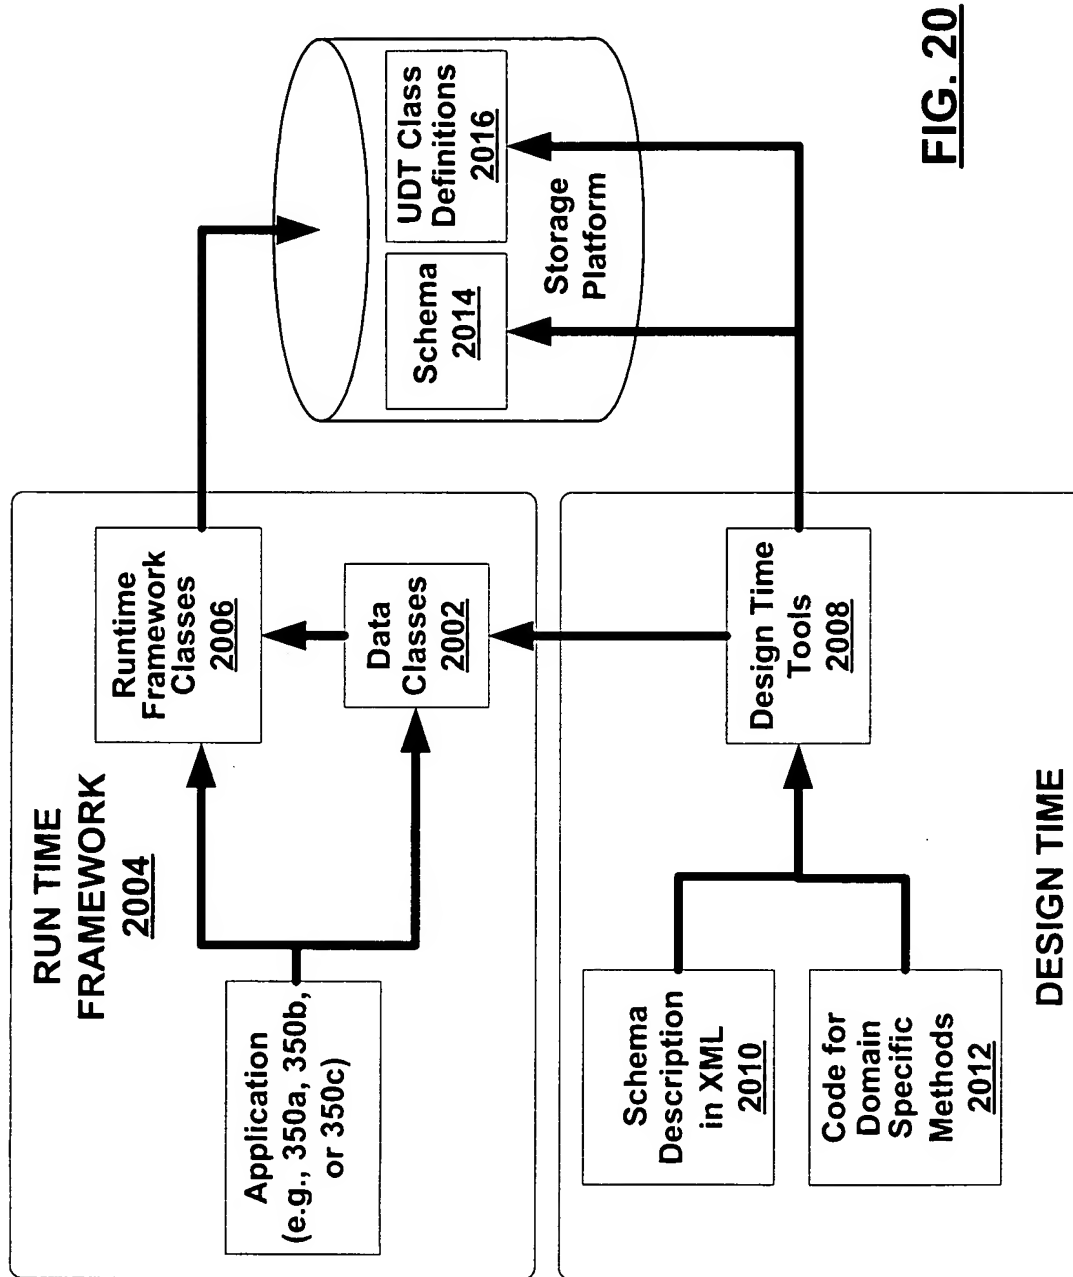 RUN TIME
FRAMEWORK
2004
Application
(e.g., 350a, 350b,
or 350c)
Runtime
Framework
Classes
2006
Data
Classes
2002
Schema
2014
UDT Class
Definitions
2016
Storage
Platform
Schema
Description
in XML
2010
Code for
Domain
Specific
Methods
2012
Design Time
Tools
2008
DESIGN TIME
FIG. 20